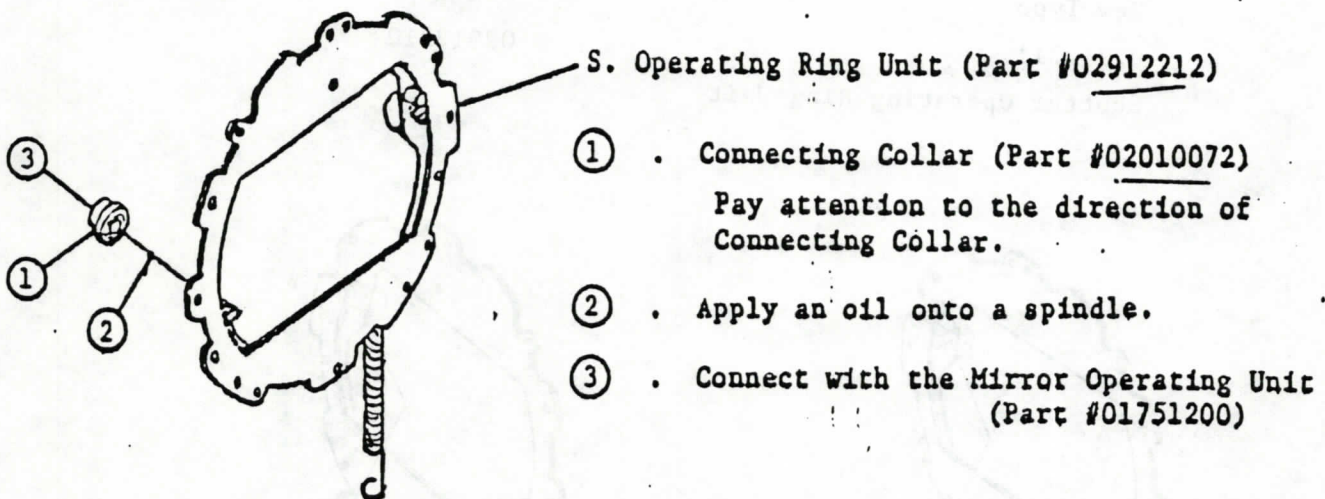 S. Operating Ring Unit (Part #02912212)
① . Connecting Collar (Part #02010072)
Pay attention to the direction of
Connecting Collar.
② . Apply an oil onto a spindle.
③ . Connect with the Mirror Operating Unit
(Part #01751200)
③
①
②